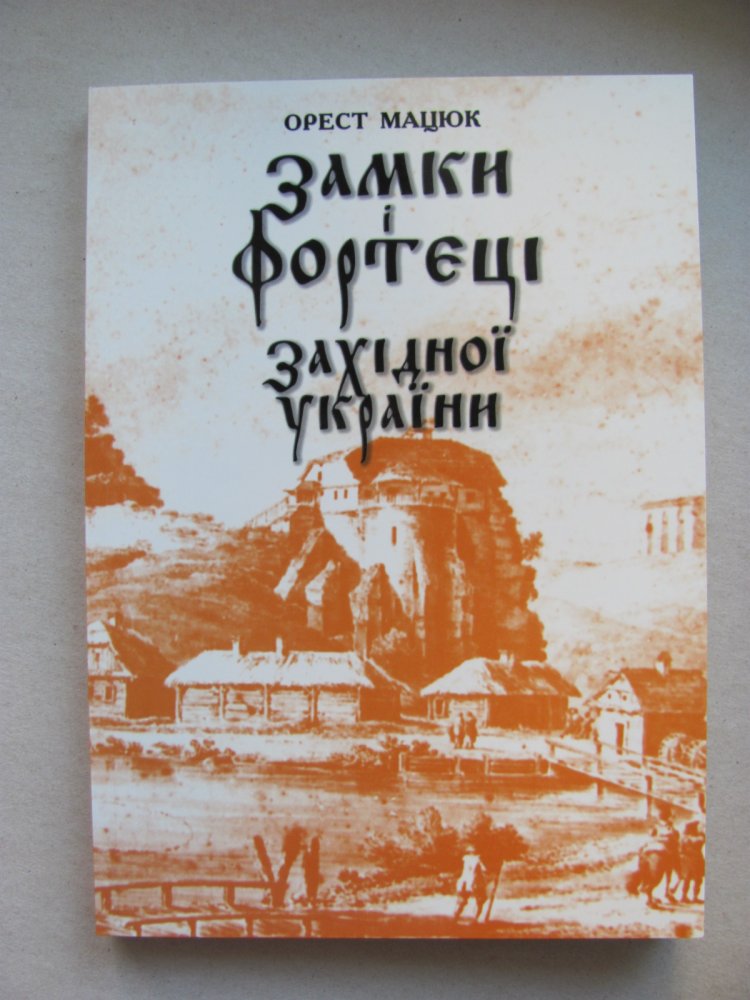 ОРЕСТ МАЦЮК
ЗАМКИ
і
ФОРТЕЦІ
ЗАХІДНОЇ
УКРАЇНИ